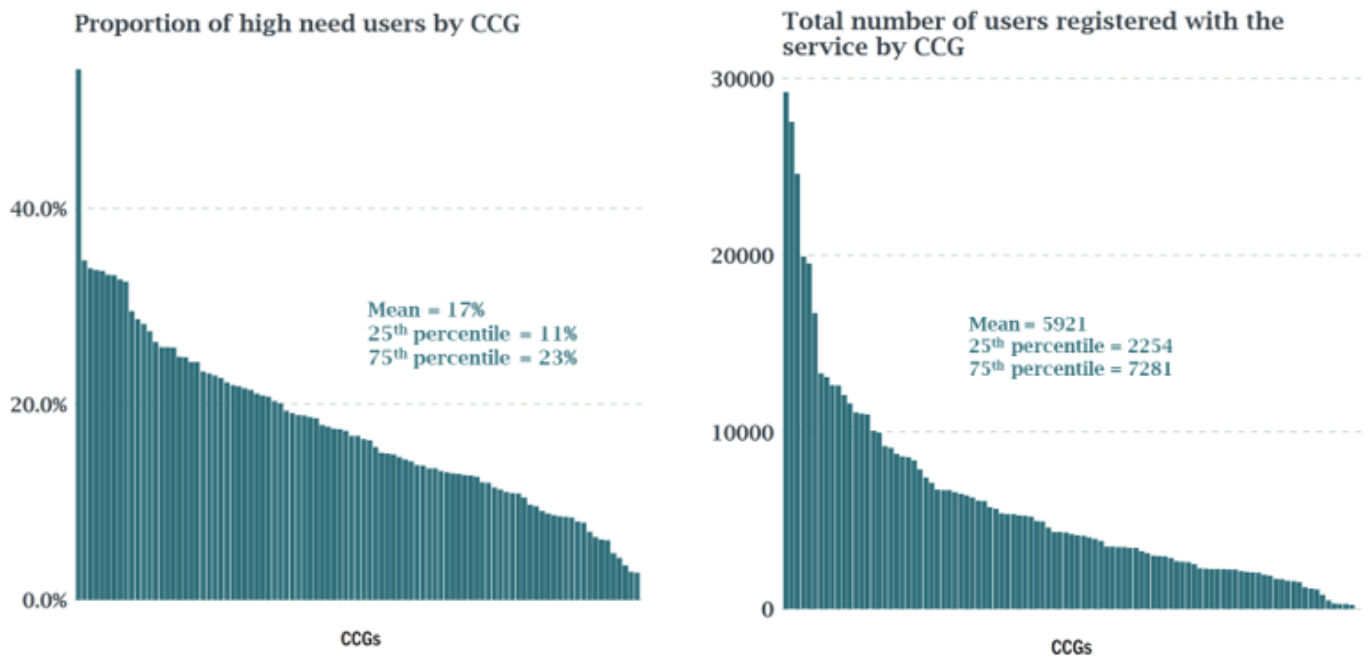 Proportion of high need users by CCG
40.0%
20.0%
0.0%
Mean = 17%
25th percentile = 11%
75th percentile = 23%
CCGs
Total number of users registered with the
service by CCG
30000
20000
10000
0
Mean = 5921
25th percentile = 2254
75th percentile = 7281
CCGs